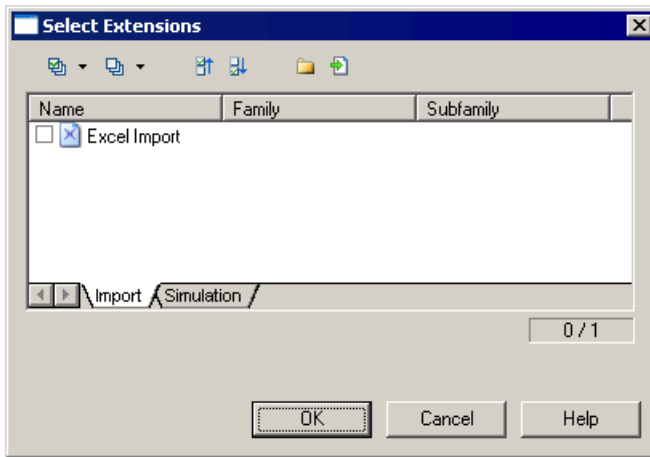 Select Extensions
Name Family Subfamily
Excel Import
Import Simulation
0 / 1
OK Cancel Help